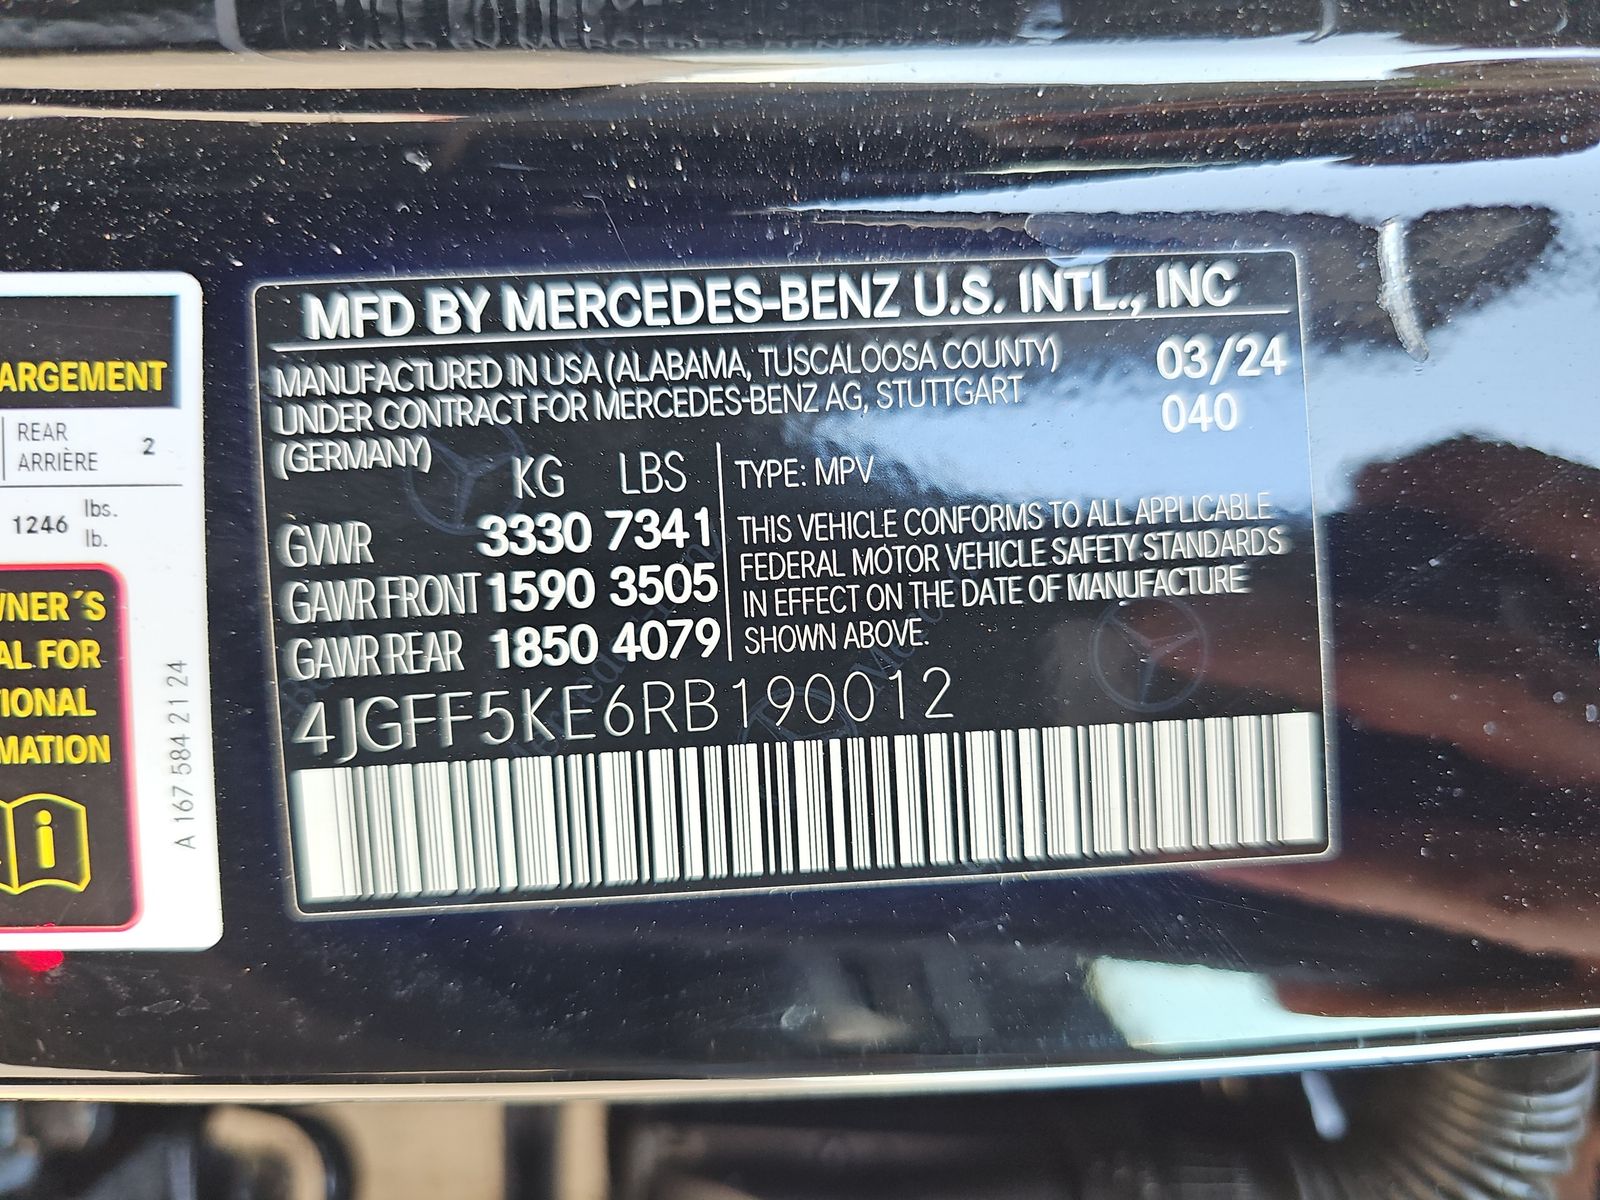 MFD BY MERCEDES-BENZ U.S. INTL., INC
MANUFACTURED IN USA (ALABAMA, TUSCALOOSA COUNTY) 03/24
UNDER CONTRACT FOR MERCEDES-BENZ AG, STUTTGART 040
(GERMANY)
KG LBS
GVWR 3330 7341
GAWR FRONT 1590 3505
GAWR REAR 1850 4079
TYPE: MPV
THIS VEHICLE CONFORMS TO ALL APPLICABLE
FEDERAL MOTOR VEHICLE SAFETY STANDARDS
IN EFFECT ON THE DATE OF MANUFACTURE
SHOWN ABOVE.
4JGFF5KE6RB190012
ARGEMENT
REAR 2
ARRIÈRE
1246 lbs.
lb.
WNER´S
AL FOR
TIONAL
MATION
A 167 584 21 24